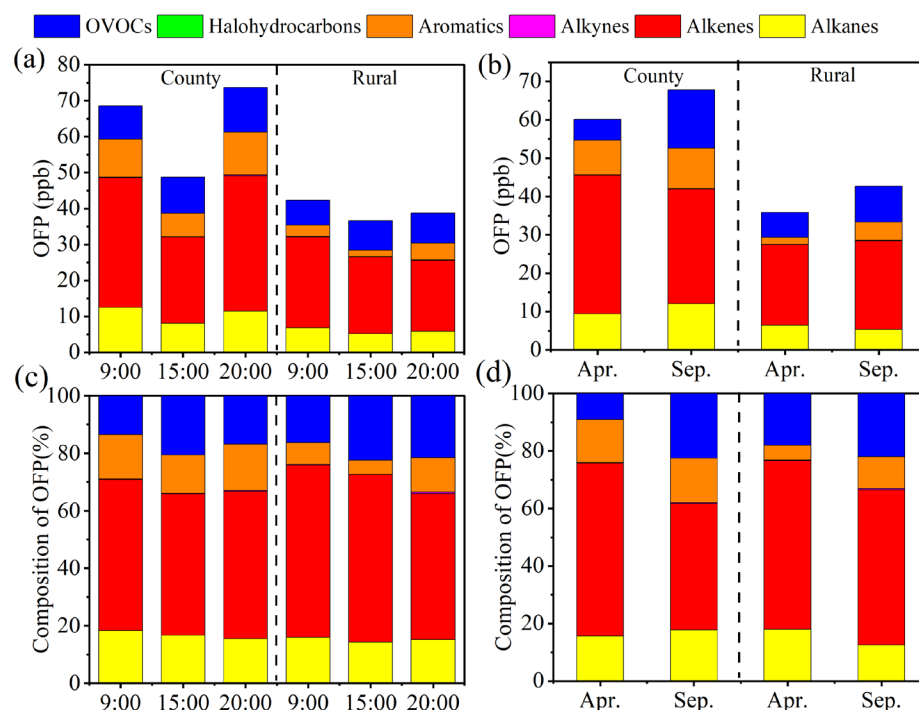 OVOCs Halohydrocarbons Aromatics Alkynes Alkenes Alkanes
(a)
County Rural
OFP (ppb)
80
70
60
50
40
30
20
10
0
9:00 15:00 20:00 9:00 15:00 20:00
(b)
County Rural
OFP (ppb)
70
60
50
40
30
20
10
0
Apr. Sep. Apr. Sep.
(c)
Composition of OFP(%)
100
80
60
40
20
0
9:00 15:00 20:00 9:00 15:00 20:00
(d)
Composition of OFP(%)
100
80
60
40
20
0
Apr. Sep. Apr. Sep.